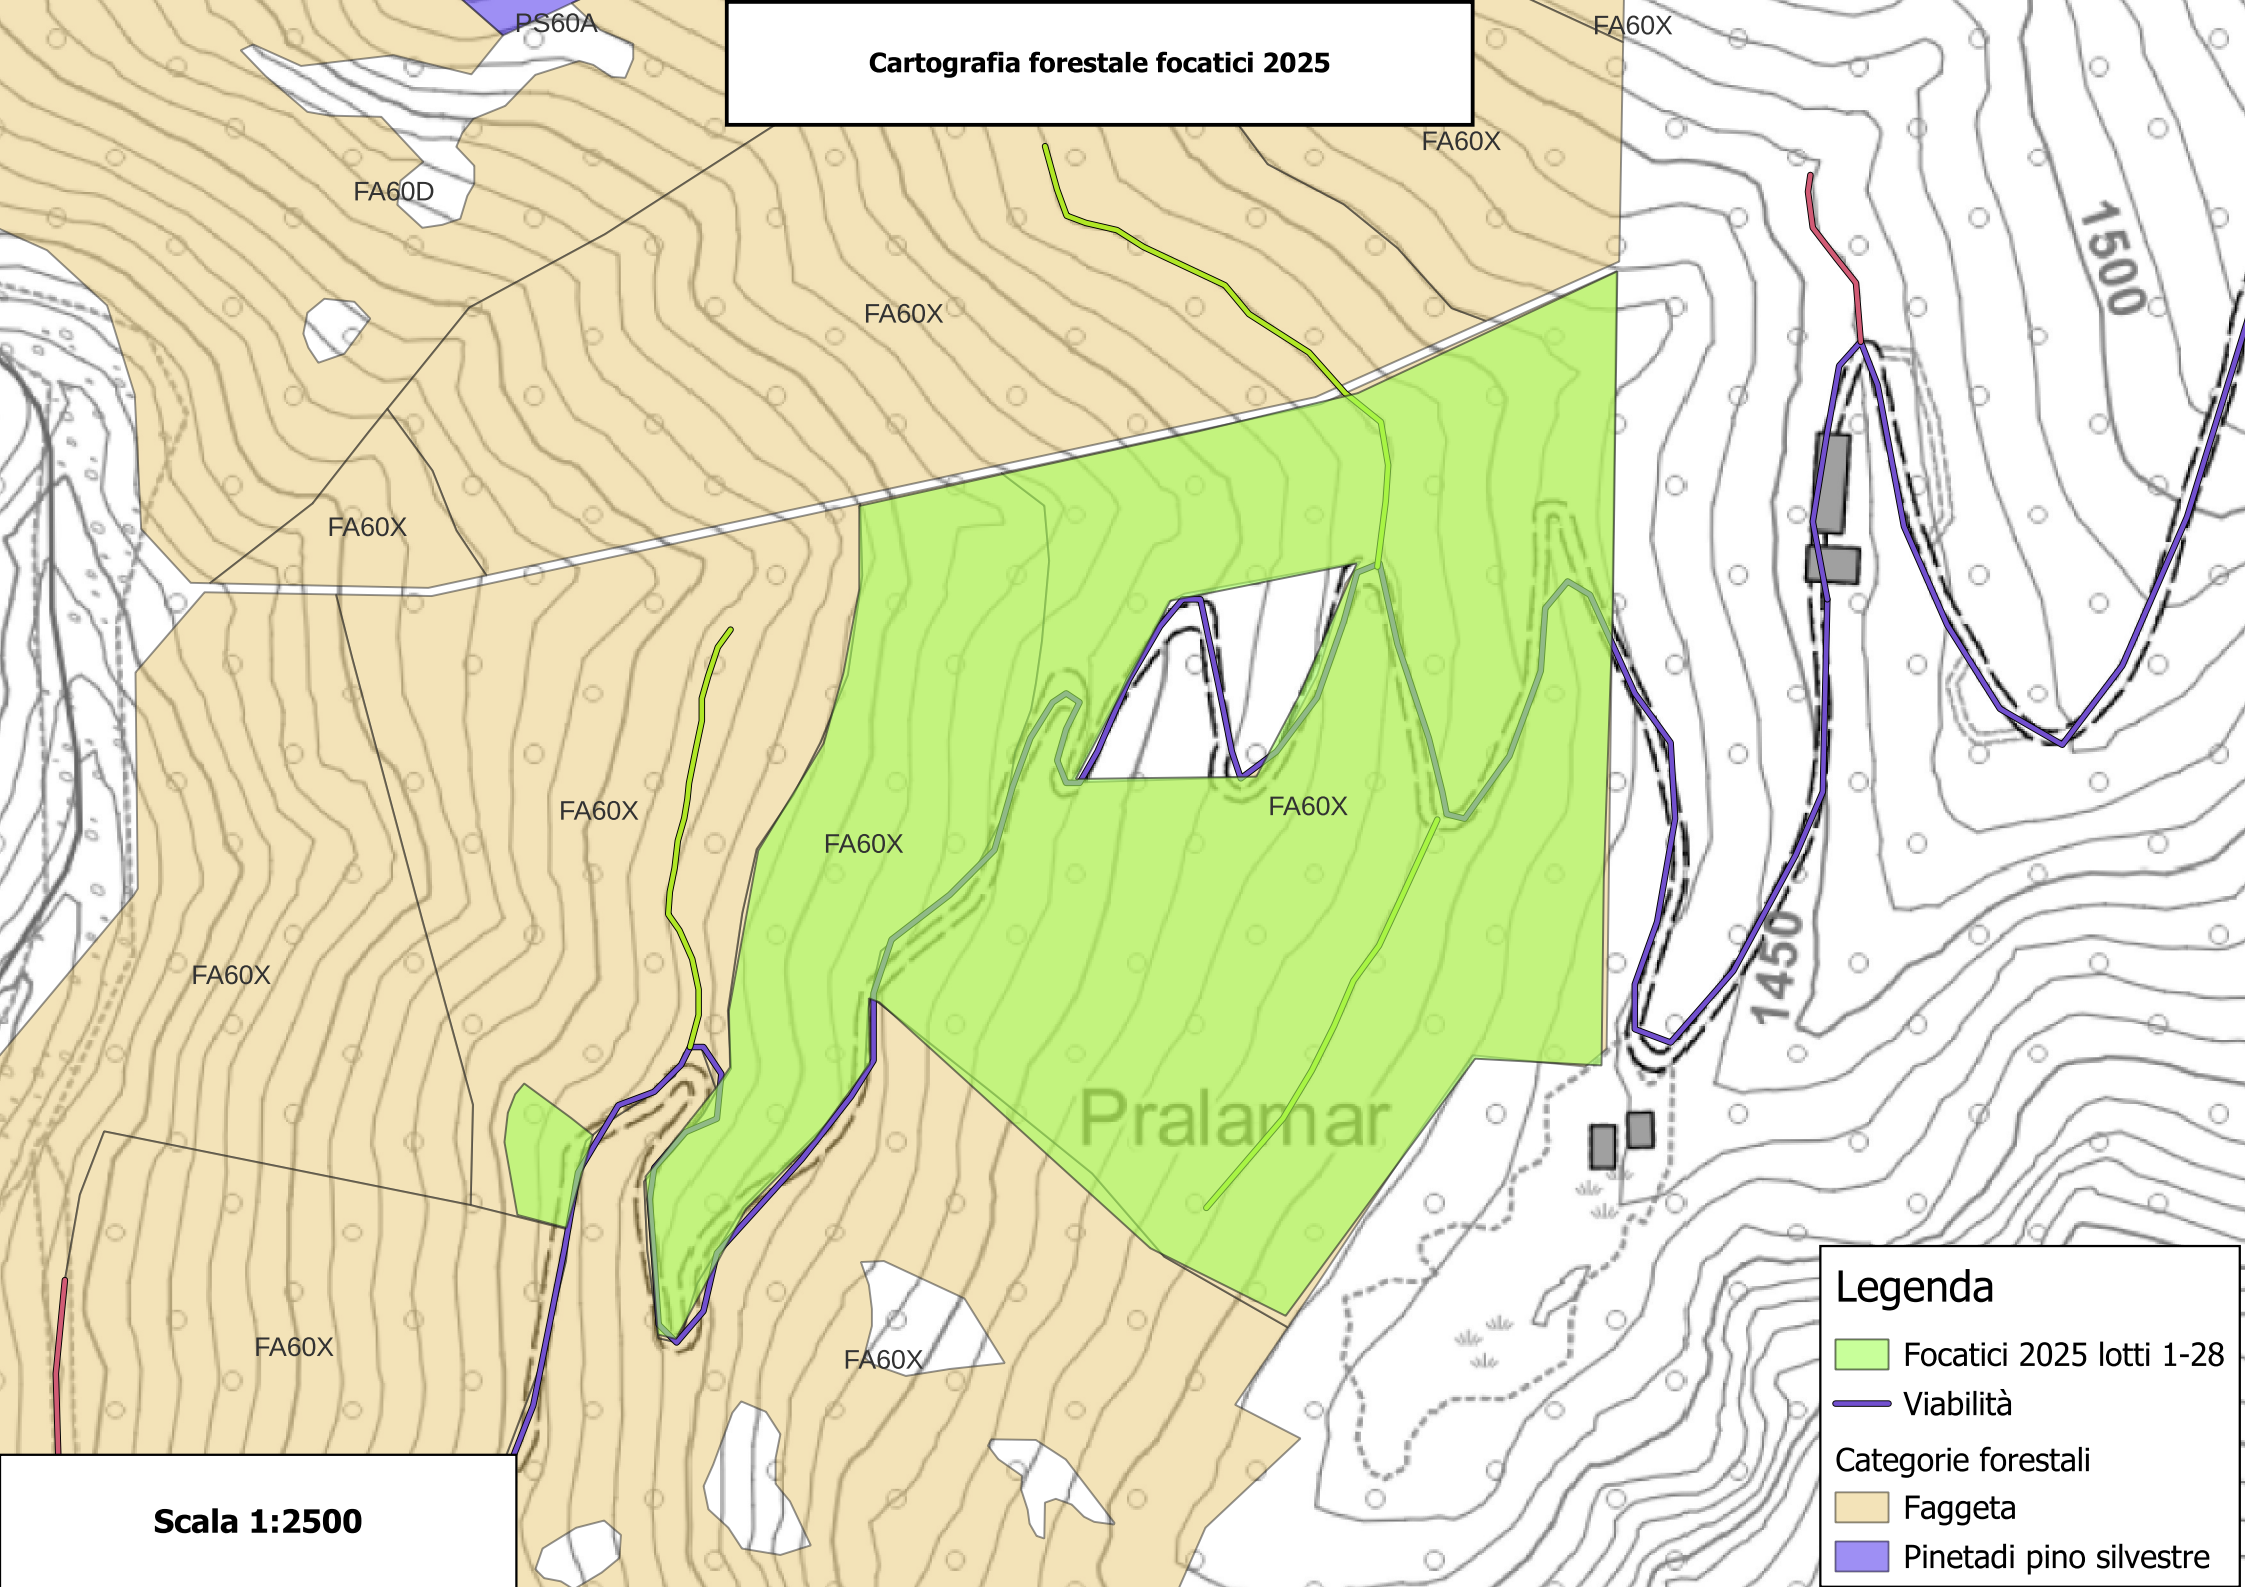 PS60A
FA60X
Cartografia forestale focatici 2025
FA60X
FA60D
1500
FA60X
FA60X
FA60X
FA60X
FA60X
FA60X
1450
Pralamar
FA60X
FA60X
Legenda
Focatici 2025 lotti 1-28
Viabilità
Categorie forestali
Faggeta
Pinetadi pino silvestre
Scala 1:2500